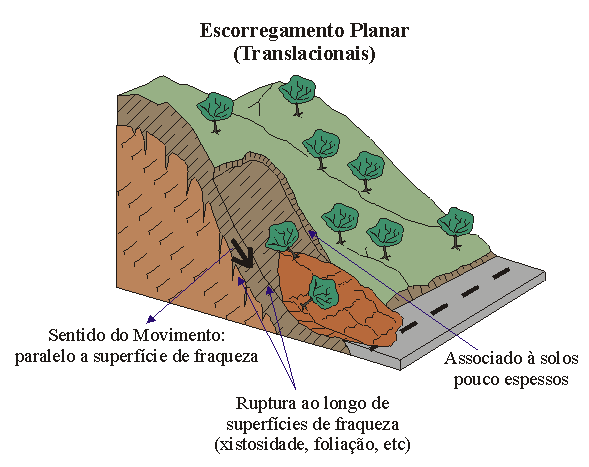 Escorregamento Planar
(Translacionais)
Sentido do Movimento:
paralelo a superfície de fraqueza
Associado à solos
pouco espessos
Ruptura ao longo de
superfícies de fraqueza
(xistosidade, foliação, etc)